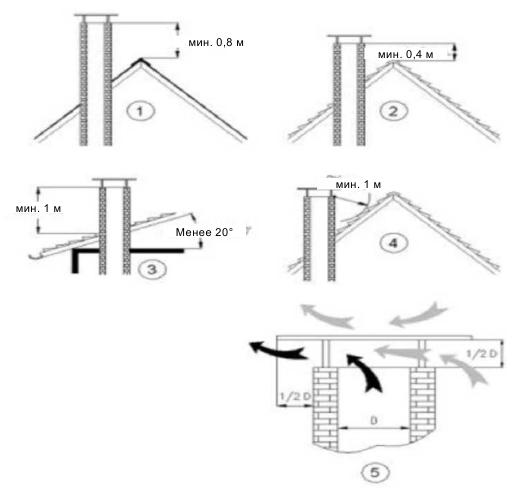 мин. 0,8 м
1
мин. 0,4 м
2
мин. 1 м
Менее 20°
3
мин. 1 м
4
1/2 D
1/2 D
D
5